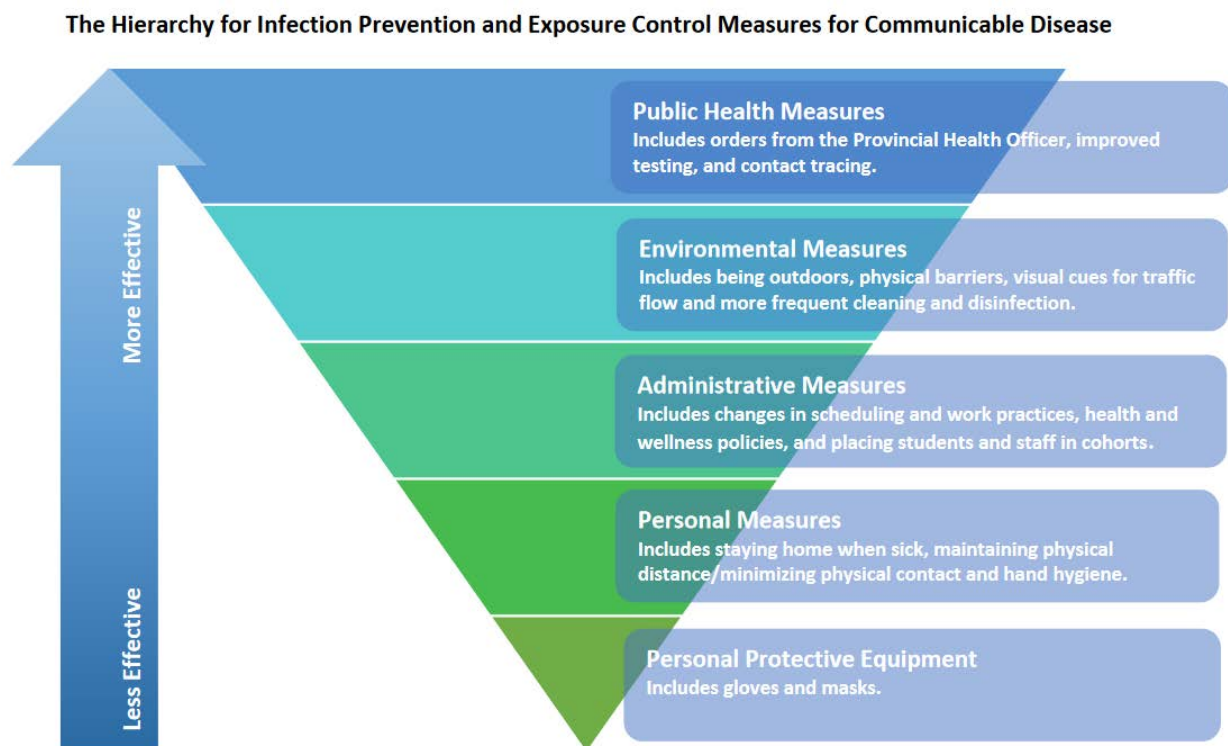 The Hierarchy for Infection Prevention and Exposure Control Measures for Communicable Disease
More Effective
Less Effective
Public Health Measures
Includes orders from the Provincial Health Officer, improved
testing, and contact tracing.
Environmental Measures
Includes being outdoors, physical barriers, visual cues for traffic
flow and more frequent cleaning and disinfection.
Administrative Measures
Includes changes in scheduling and work practices, health and
wellness policies, and placing students and staff in cohorts.
Personal Measures
Includes staying home when sick, maintaining physical
distance/minimizing physical contact and hand hygiene.
Personal Protective Equipment
Includes gloves and masks.